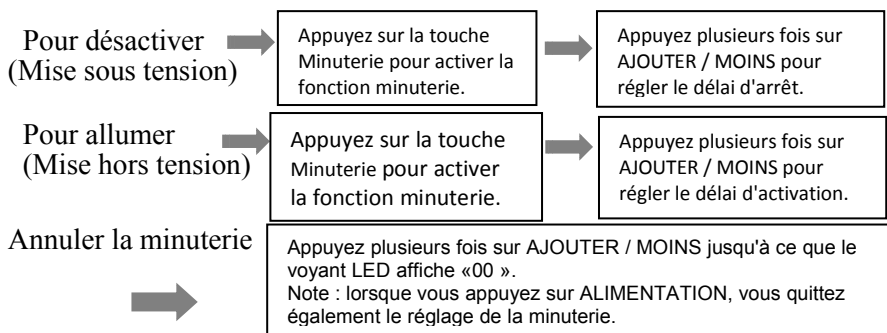 Pour désactiver
(Mise sous tension)
Appuyez sur la touche
Minuterie pour activer la
fonction minuterie.
Appuyez plusieurs fois sur
AJOUTER / MOINS pour
régler le délai d'arrêt.
Pour allumer
(Mise hors tension)
Appuyez sur la touche
Minuterie pour activer
la fonction minuterie.
Appuyez plusieurs fois sur
AJOUTER / MOINS pour
régler le délai d'activation.
Annuler la minuterie
Appuyez plusieurs fois sur AJOUTER / MOINS jusqu'à ce que le
voyant LED affiche «00 ».
Note : lorsque vous appuyez sur ALIMENTATION, vous quittez
également le réglage de la minuterie.